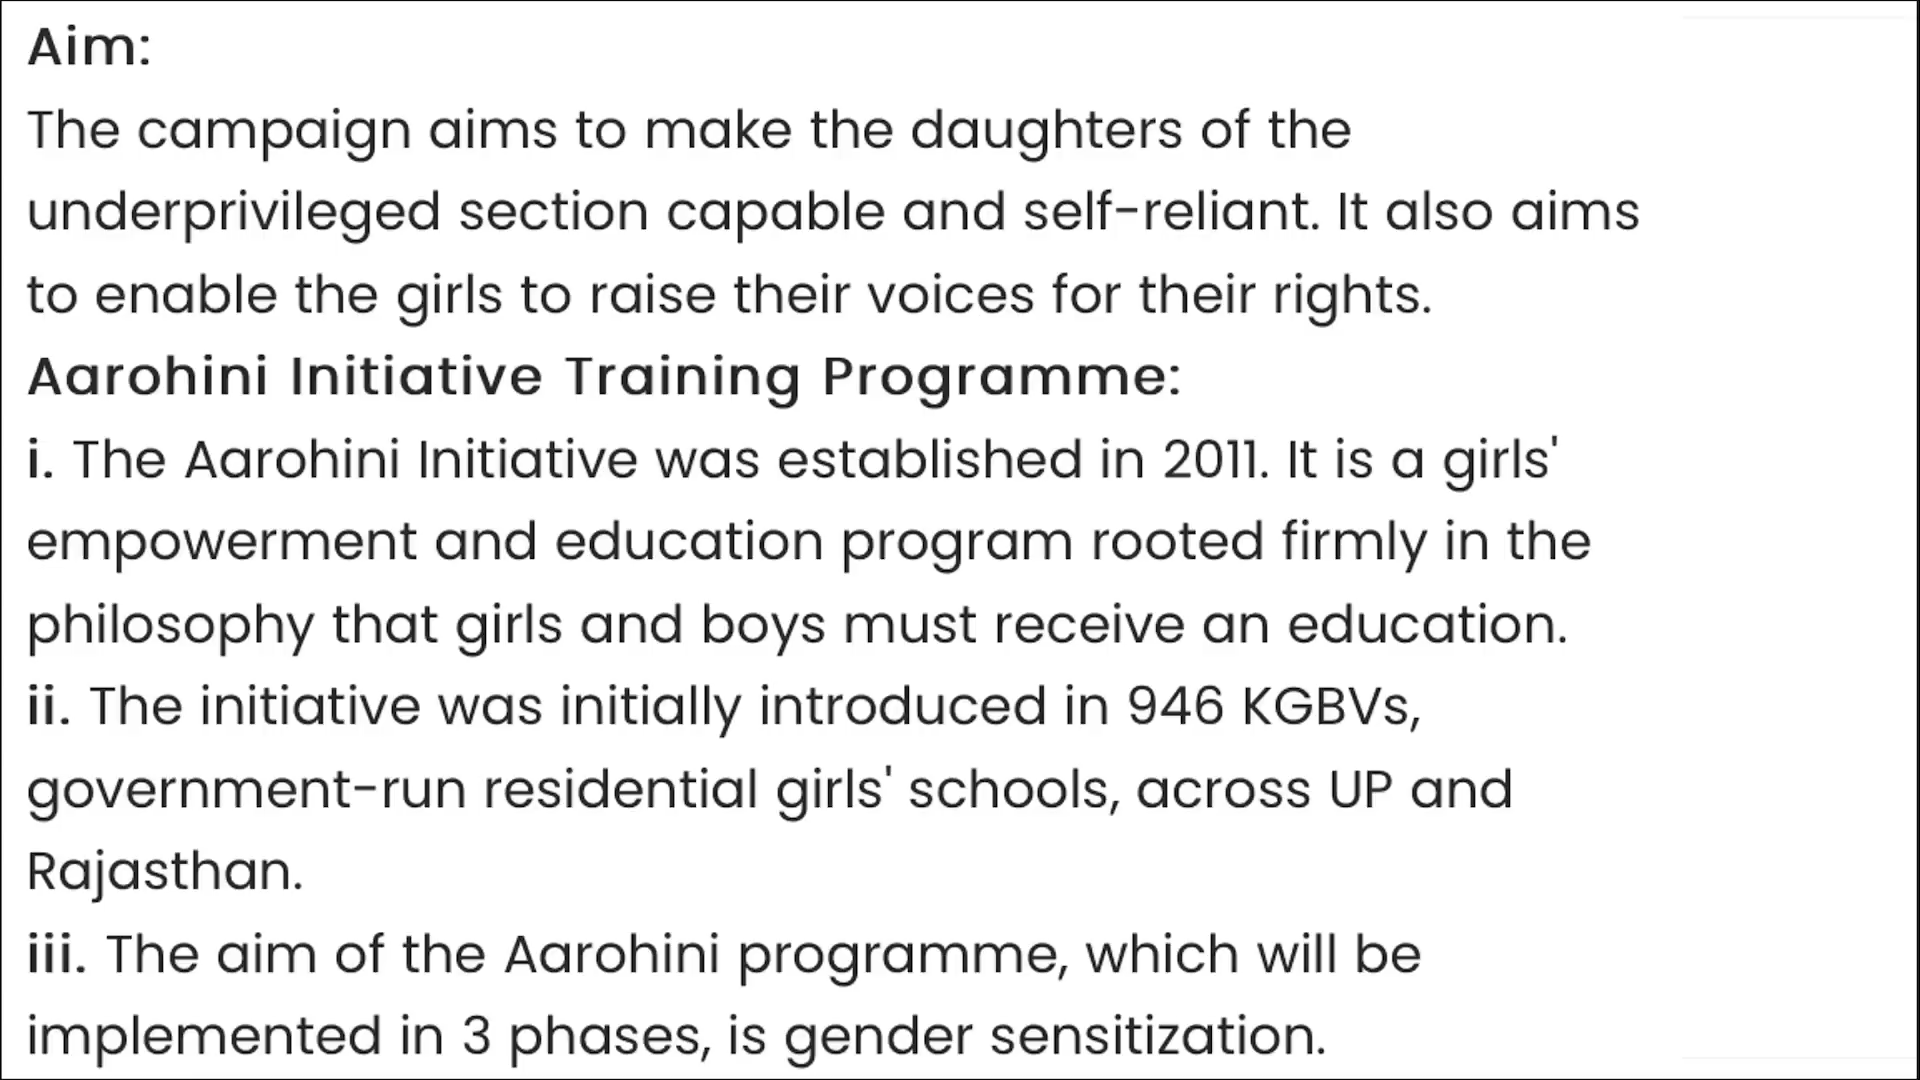 Aim:
The campaign aims to make the daughters of the
underprivileged section capable and self-reliant. It also aims
to enable the girls to raise their voices for their rights.
Aarohini Initiative Training Programme:
i. The Aarohini Initiative was established in 2011. It is a girls'
empowerment and education program rooted firmly in the
philosophy that girls and boys must receive an education.
ii. The initiative was initially introduced in 946 KGBVs,
government-run residential girls' schools, across UP and
Rajasthan.
iii. The aim of the Aarohini programme, which will be
implemented in 3 phases, is gender sensitization.